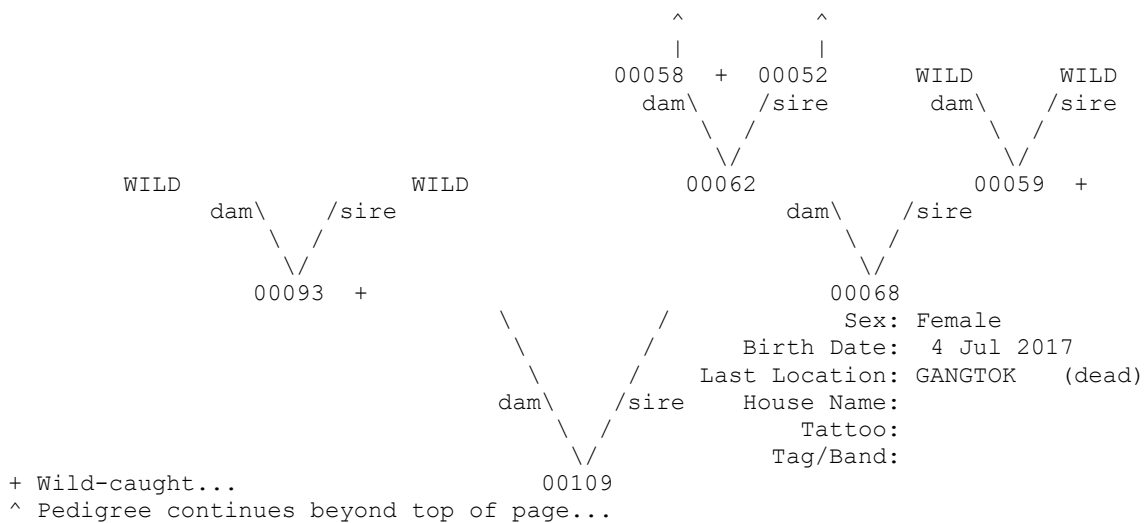 ^ ^
| |
00058 + 00052 WILD WILD
dam\ /sire dam\ /sire
\ / \ /
\/ \/
WILD WILD 00062 00059 +
dam\ /sire dam\ /sire
\ / \ /
\/ \/
00093 + 00068
\ / Sex: Female
\ / Birth Date: 4 Jul 2017
\ / Last Location: GANGTOK (dead)
dam\ /sire House Name:
\ / Tattoo:
\/ Tag/Band:
+ Wild-caught... 00109
^ Pedigree continues beyond top of page...